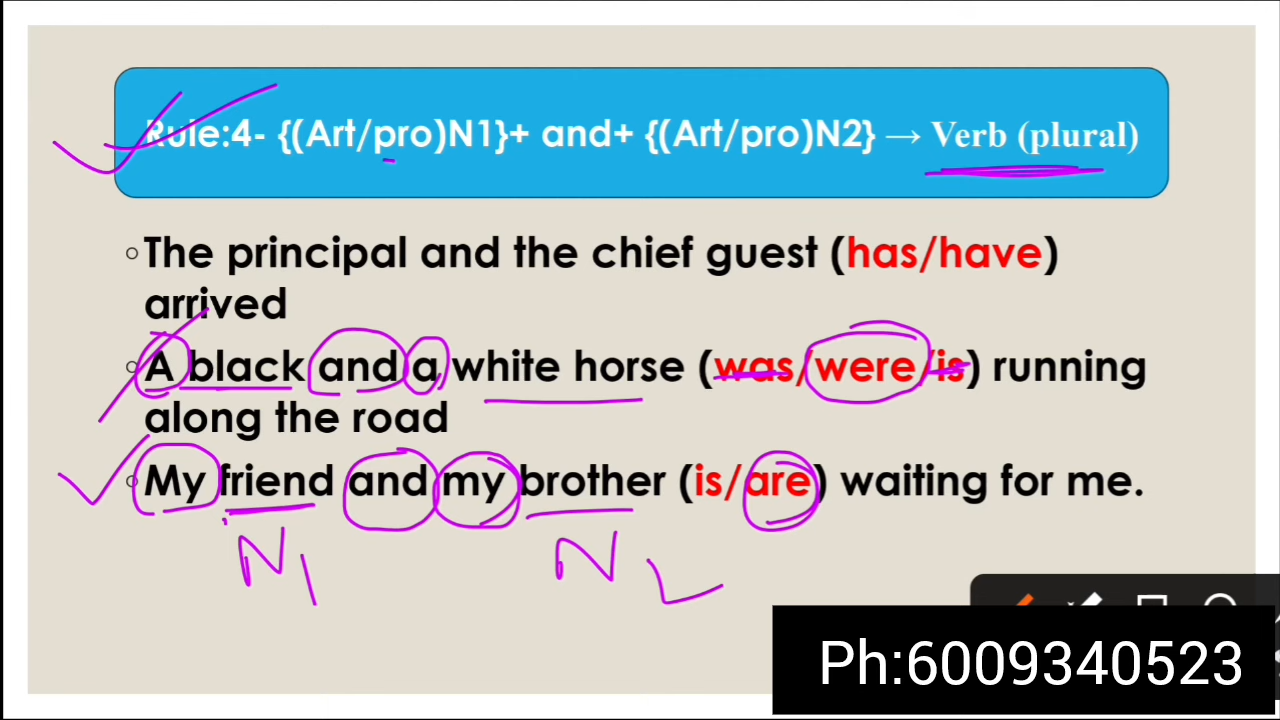 Rule:4- {(Art/pro)N1}+ and+ {(Art/pro)N2} → Verb (plural)
◦The principal and the chief guest (has/have)
arrived
◦A black and a white horse (was/were/is) running
along the road
◦My friend and my brother (is/are) waiting for me.
N1 N
Ph:6009340523